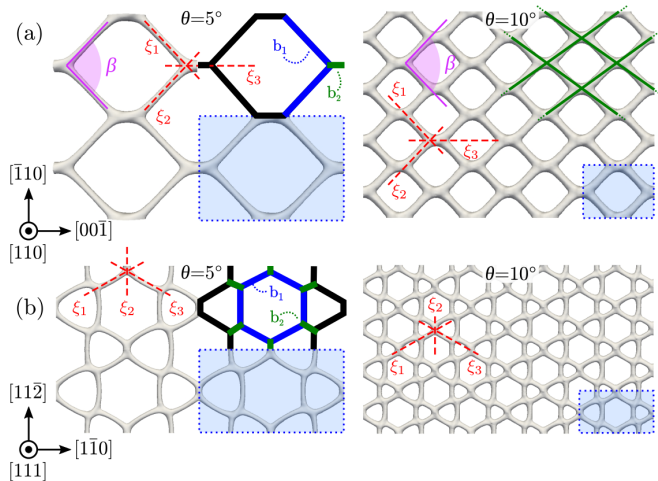 (a)
θ=5°
θ=10°
ξ₁
β
ξ₃
ξ₂
b₁
b₂
β
ξ₁
ξ₃
ξ₂
[1̄10]
[001̄]
[110]
(b)
θ=5°
θ=10°
ξ₁
ξ₂
ξ₃
b₁
b₂
ξ₂
ξ₁
ξ₃
[112̄]
[11̄0]
[111]